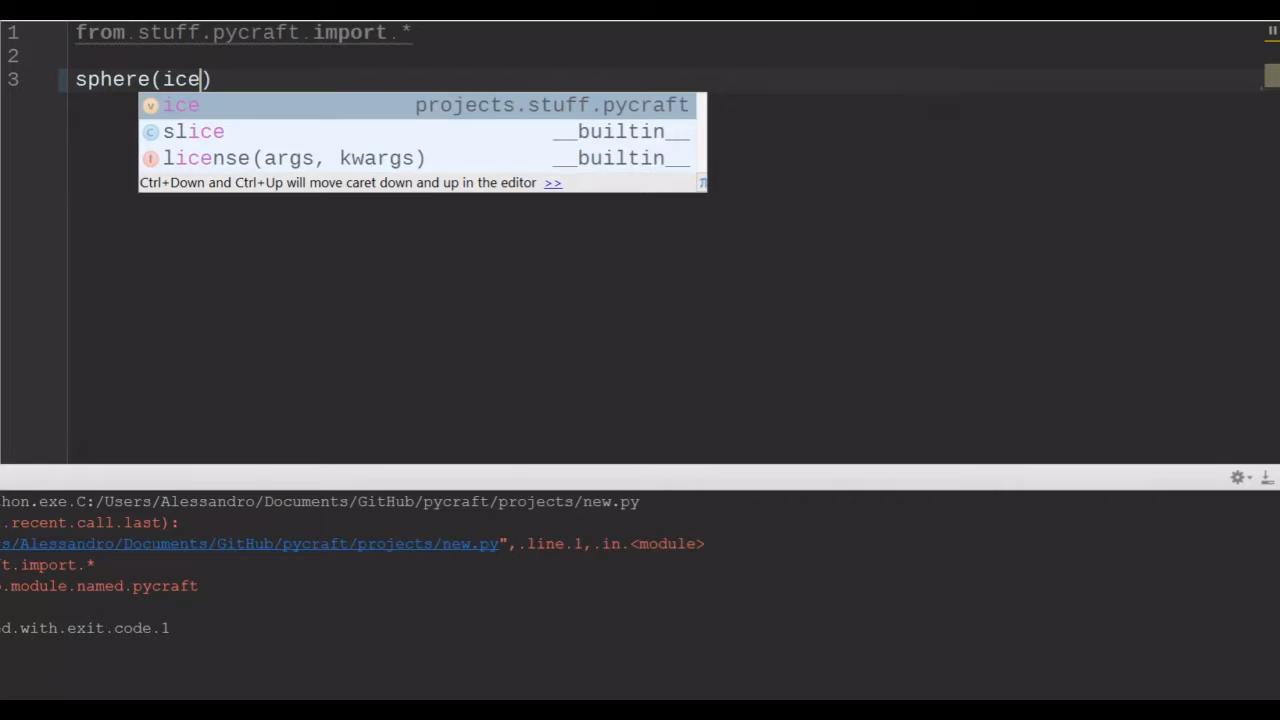 1 from.stuff.pycraft.import.*
2
3 sphere(ice)
v ice projects.stuff.pycraft
c slice __builtin__
f license(args, kwargs) __builtin__
Ctrl+Down and Ctrl+Up will move caret down and up in the editor >> π
hon.exe.C:/Users/Alessandro/Documents/GitHub/pycraft/projects/new.py
.recent.call.last):
s/Alessandro/Documents/GitHub/pycraft/projects/new.py",.line.1,.in.<module>
t.import.*
.module.named.pycraft
d.with.exit.code.1